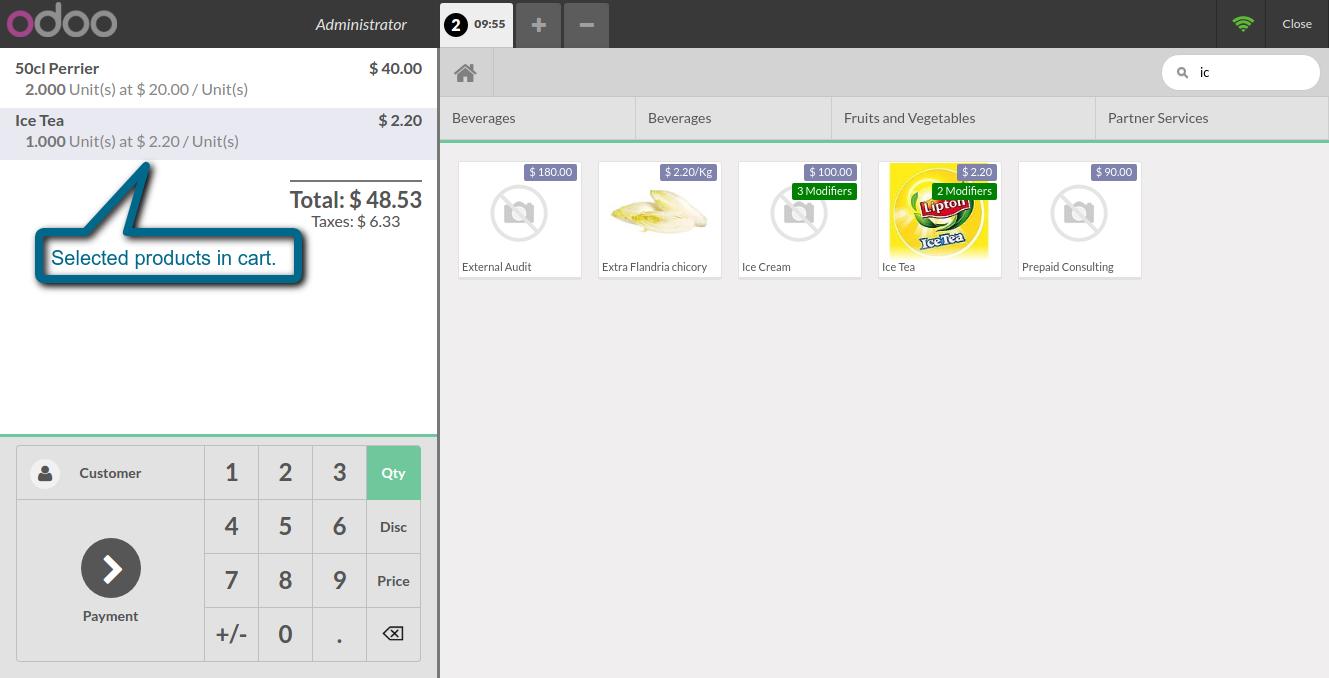 odoo
Administrator
2 09:55
Close
50cl Perrier $ 40.00
2.000 Unit(s) at $ 20.00 / Unit(s)
Ice Tea $ 2.20
1.000 Unit(s) at $ 2.20 / Unit(s)
Total: $ 48.53
Taxes: $ 6.33
Selected products in cart.
Customer
1 2 3 Qty
4 5 6 Disc
7 8 9 Price
+/- 0 .
Payment
ic
Beverages Beverages Fruits and Vegetables Partner Services
$ 180.00
External Audit
$ 2.20/Kg
Extra Flandria chicory
$ 100.00
3 Modifiers
Ice Cream
$ 2.20
2 Modifiers
Lipton
Ice Tea
Ice Tea
$ 90.00
Prepaid Consulting